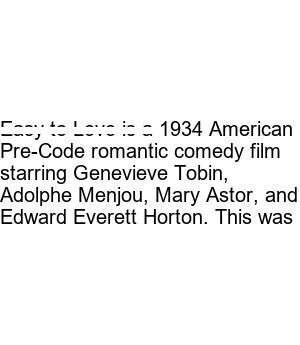 Easy to Love is a 1934 American
Pre-Code romantic comedy film
starring Genevieve Tobin,
Adolphe Menjou, Mary Astor, and
Edward Everett Horton. This was